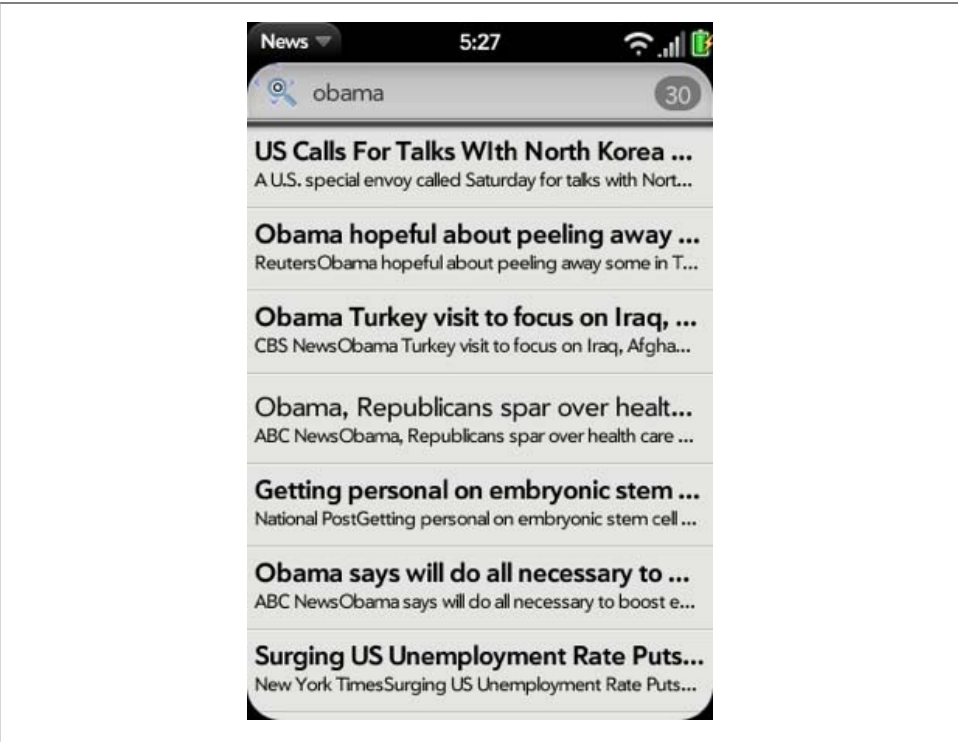 News
5:27
obama
30
US Calls For Talks WIth North Korea ...
A U.S. special envoy called Saturday for talks with Nort...
Obama hopeful about peeling away ...
ReutersObama hopeful about peeling away some in T...
Obama Turkey visit to focus on Iraq, ...
CBS NewsObama Turkey visit to focus on Iraq, Afgha...
Obama, Republicans spar over healt...
ABC NewsObama, Republicans spar over health care ...
Getting personal on embryonic stem ...
National PostGetting personal on embryonic stem cell ...
Obama says will do all necessary to ...
ABC NewsObama says will do all necessary to boost e...
Surging US Unemployment Rate Puts...
New York TimesSurging US Unemployment Rate Puts...